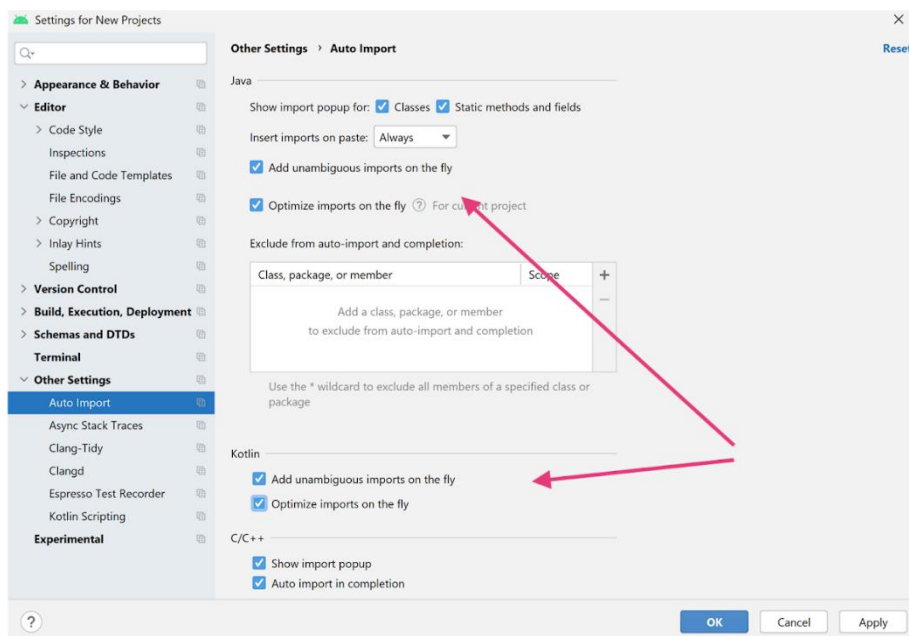 Settings for New Projects
Other Settings › Auto Import
Reset
Appearance & Behavior
Editor
Code Style
Inspections
File and Code Templates
File Encodings
Copyright
Inlay Hints
Spelling
Version Control
Build, Execution, Deployment
Schemas and DTDs
Terminal
Other Settings
Auto Import
Async Stack Traces
Clang-Tidy
Clangd
Espresso Test Recorder
Kotlin Scripting
Experimental
Java
Show import popup for: Classes Static methods and fields
Insert imports on paste: Always
Add unambiguous imports on the fly
Optimize imports on the fly ? For current project
Exclude from auto-import and completion:
Class, package, or member Scope
Add a class, package, or member
to exclude from auto-import and completion
Use the * wildcard to exclude all members of a specified class or
package
Kotlin
Add unambiguous imports on the fly
Optimize imports on the fly
C/C++
Show import popup
Auto import in completion
? OK Cancel Apply